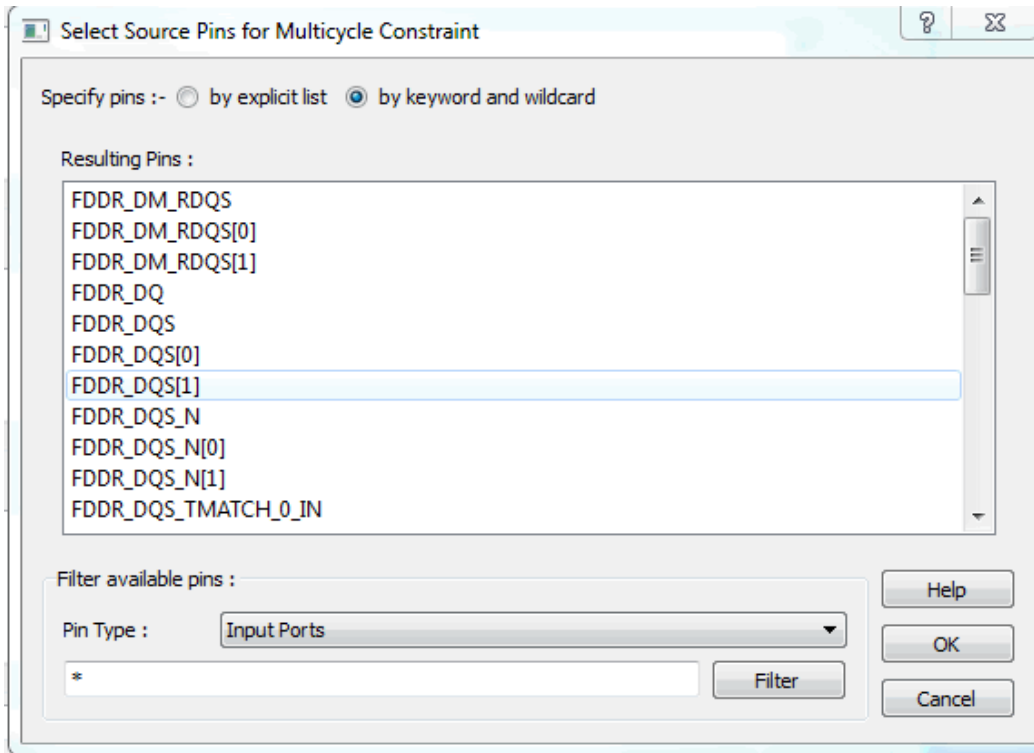 Select Source Pins for Multicycle Constraint
Specify pins :- by explicit list by keyword and wildcard
Resulting Pins :
FDDR_DM_RDQS
FDDR_DM_RDQS[0]
FDDR_DM_RDQS[1]
FDDR_DQ
FDDR_DQS
FDDR_DQS[0]
FDDR_DQS[1]
FDDR_DQS_N
FDDR_DQS_N[0]
FDDR_DQS_N[1]
FDDR_DQS_TMATCH_0_IN
Filter available pins :
Help
Pin Type : Input Ports
OK
* Filter
Cancel